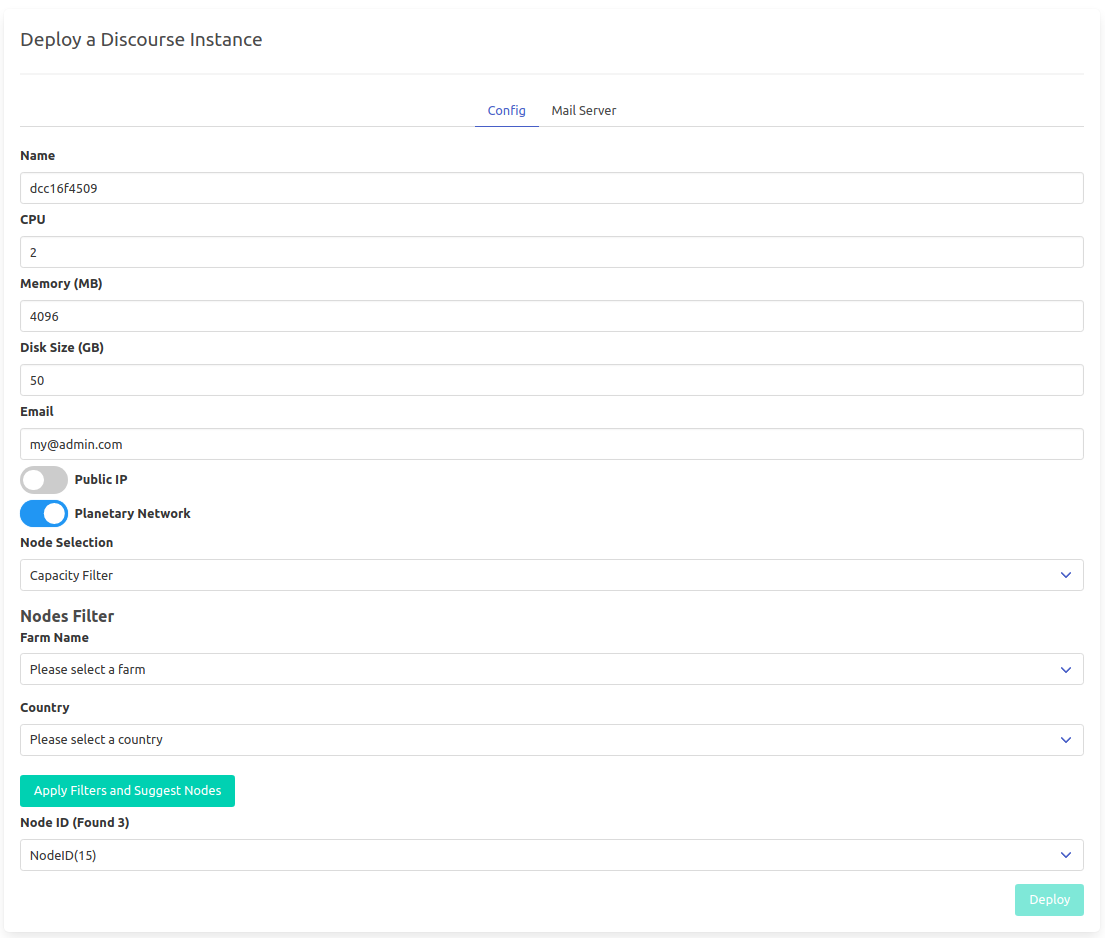 Deploy a Discourse Instance
Config Mail Server
Name
dcc16f4509
CPU
2
Memory (MB)
4096
Disk Size (GB)
50
Email
my@admin.com
Public IP
Planetary Network
Node Selection
Capacity Filter
Nodes Filter
Farm Name
Please select a farm
Country
Please select a country
Apply Filters and Suggest Nodes
Node ID (Found 3)
NodeID(15)
Deploy